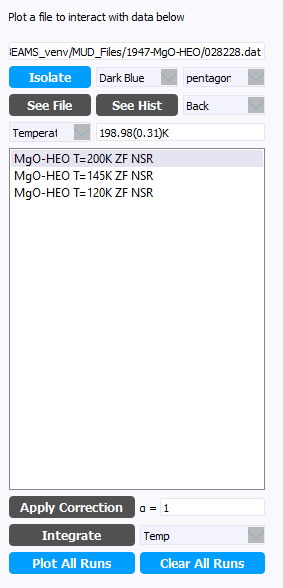 Plot a file to interact with data below
BEAMS_venv/MUD_Files/1947-MgO-HEO/028228.dat
Isolate Dark Blue pentagon
See File See Hist Back
Temperat 198.98(0.31)K
MgO-HEO T=200K ZF NSR
MgO-HEO T=145K ZF NSR
MgO-HEO T=120K ZF NSR
Apply Correction α = 1
Integrate Temp
Plot All Runs Clear All Runs